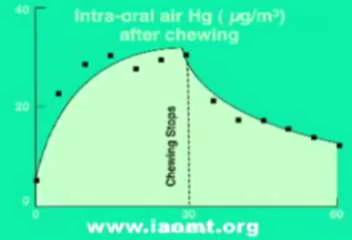 Intra-oral air Hg ( µg/m³)
after chewing
40
20
0
Chewing Stops
0 30 60
www.iaomt.org